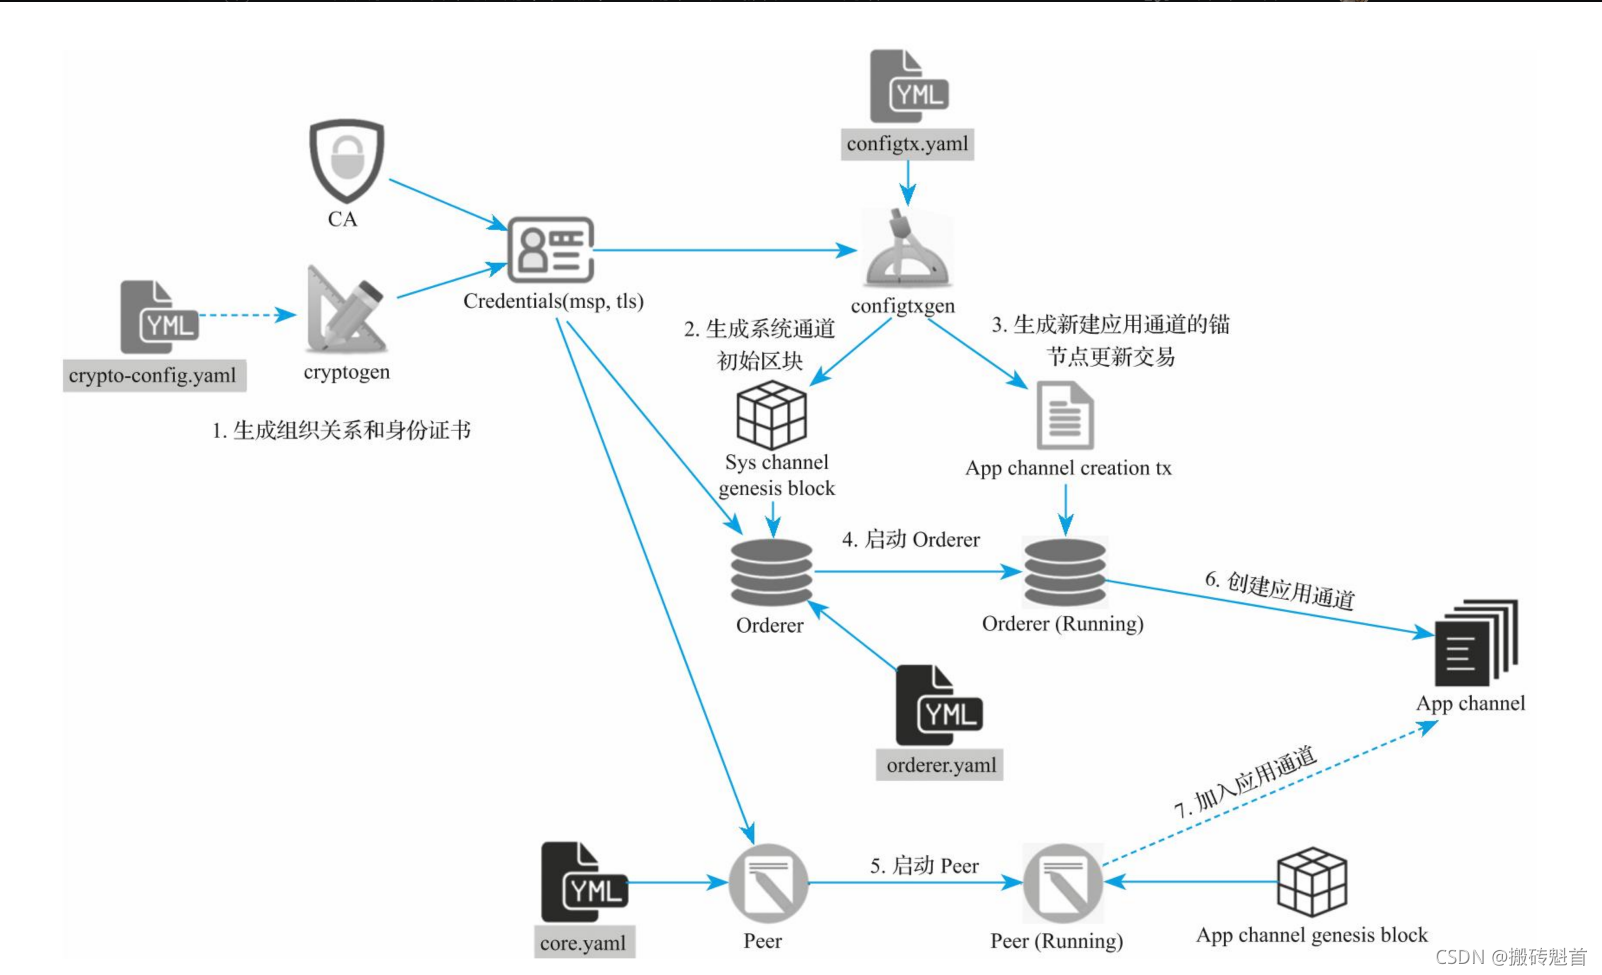 YML
configtx.yaml
CA
Credentials(msp, tls)
configtxgen
YML
crypto-config.yaml
cryptogen
1. 生成组织关系和身份证书
2. 生成系统通道
初始区块
3. 生成新建应用通道的锚
节点更新交易
Sys channel
genesis block
App channel creation tx
4. 启动 Orderer
Orderer
Orderer (Running)
6. 创建应用通道
App channel
YML
orderer.yaml
7. 加入应用通道
YML
core.yaml
5. 启动 Peer
Peer
Peer (Running)
App channel genesis block
CSDN @搬砖魁首